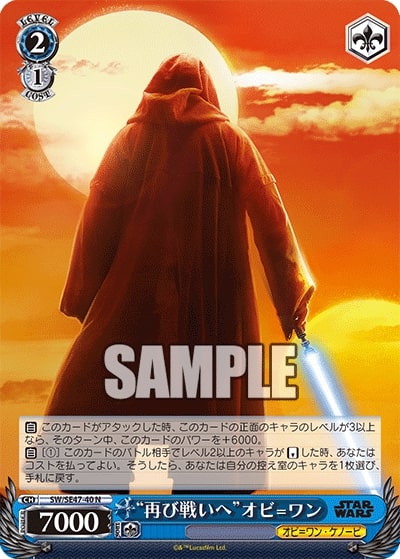 LEVEL
2
1
COST
SAMPLE
自 このカードがアタックした時、このカードの正面のキャラのレベルが3以上
なら、そのターン中、このカードのパワーを+6000。
自 [①] このカードのバトル相手でレベル2以上のキャラが した時、あなたは
コストを払ってよい。そうしたら、あなたは自分の控え室のキャラを1枚選び、
手札に戻す。
CH SW/SE47-40 N
7000
“再び戦いへ”オビ=ワン
STAR WARS
オビ=ワン・ケノービ
©&™Lucasfilm Ltd.